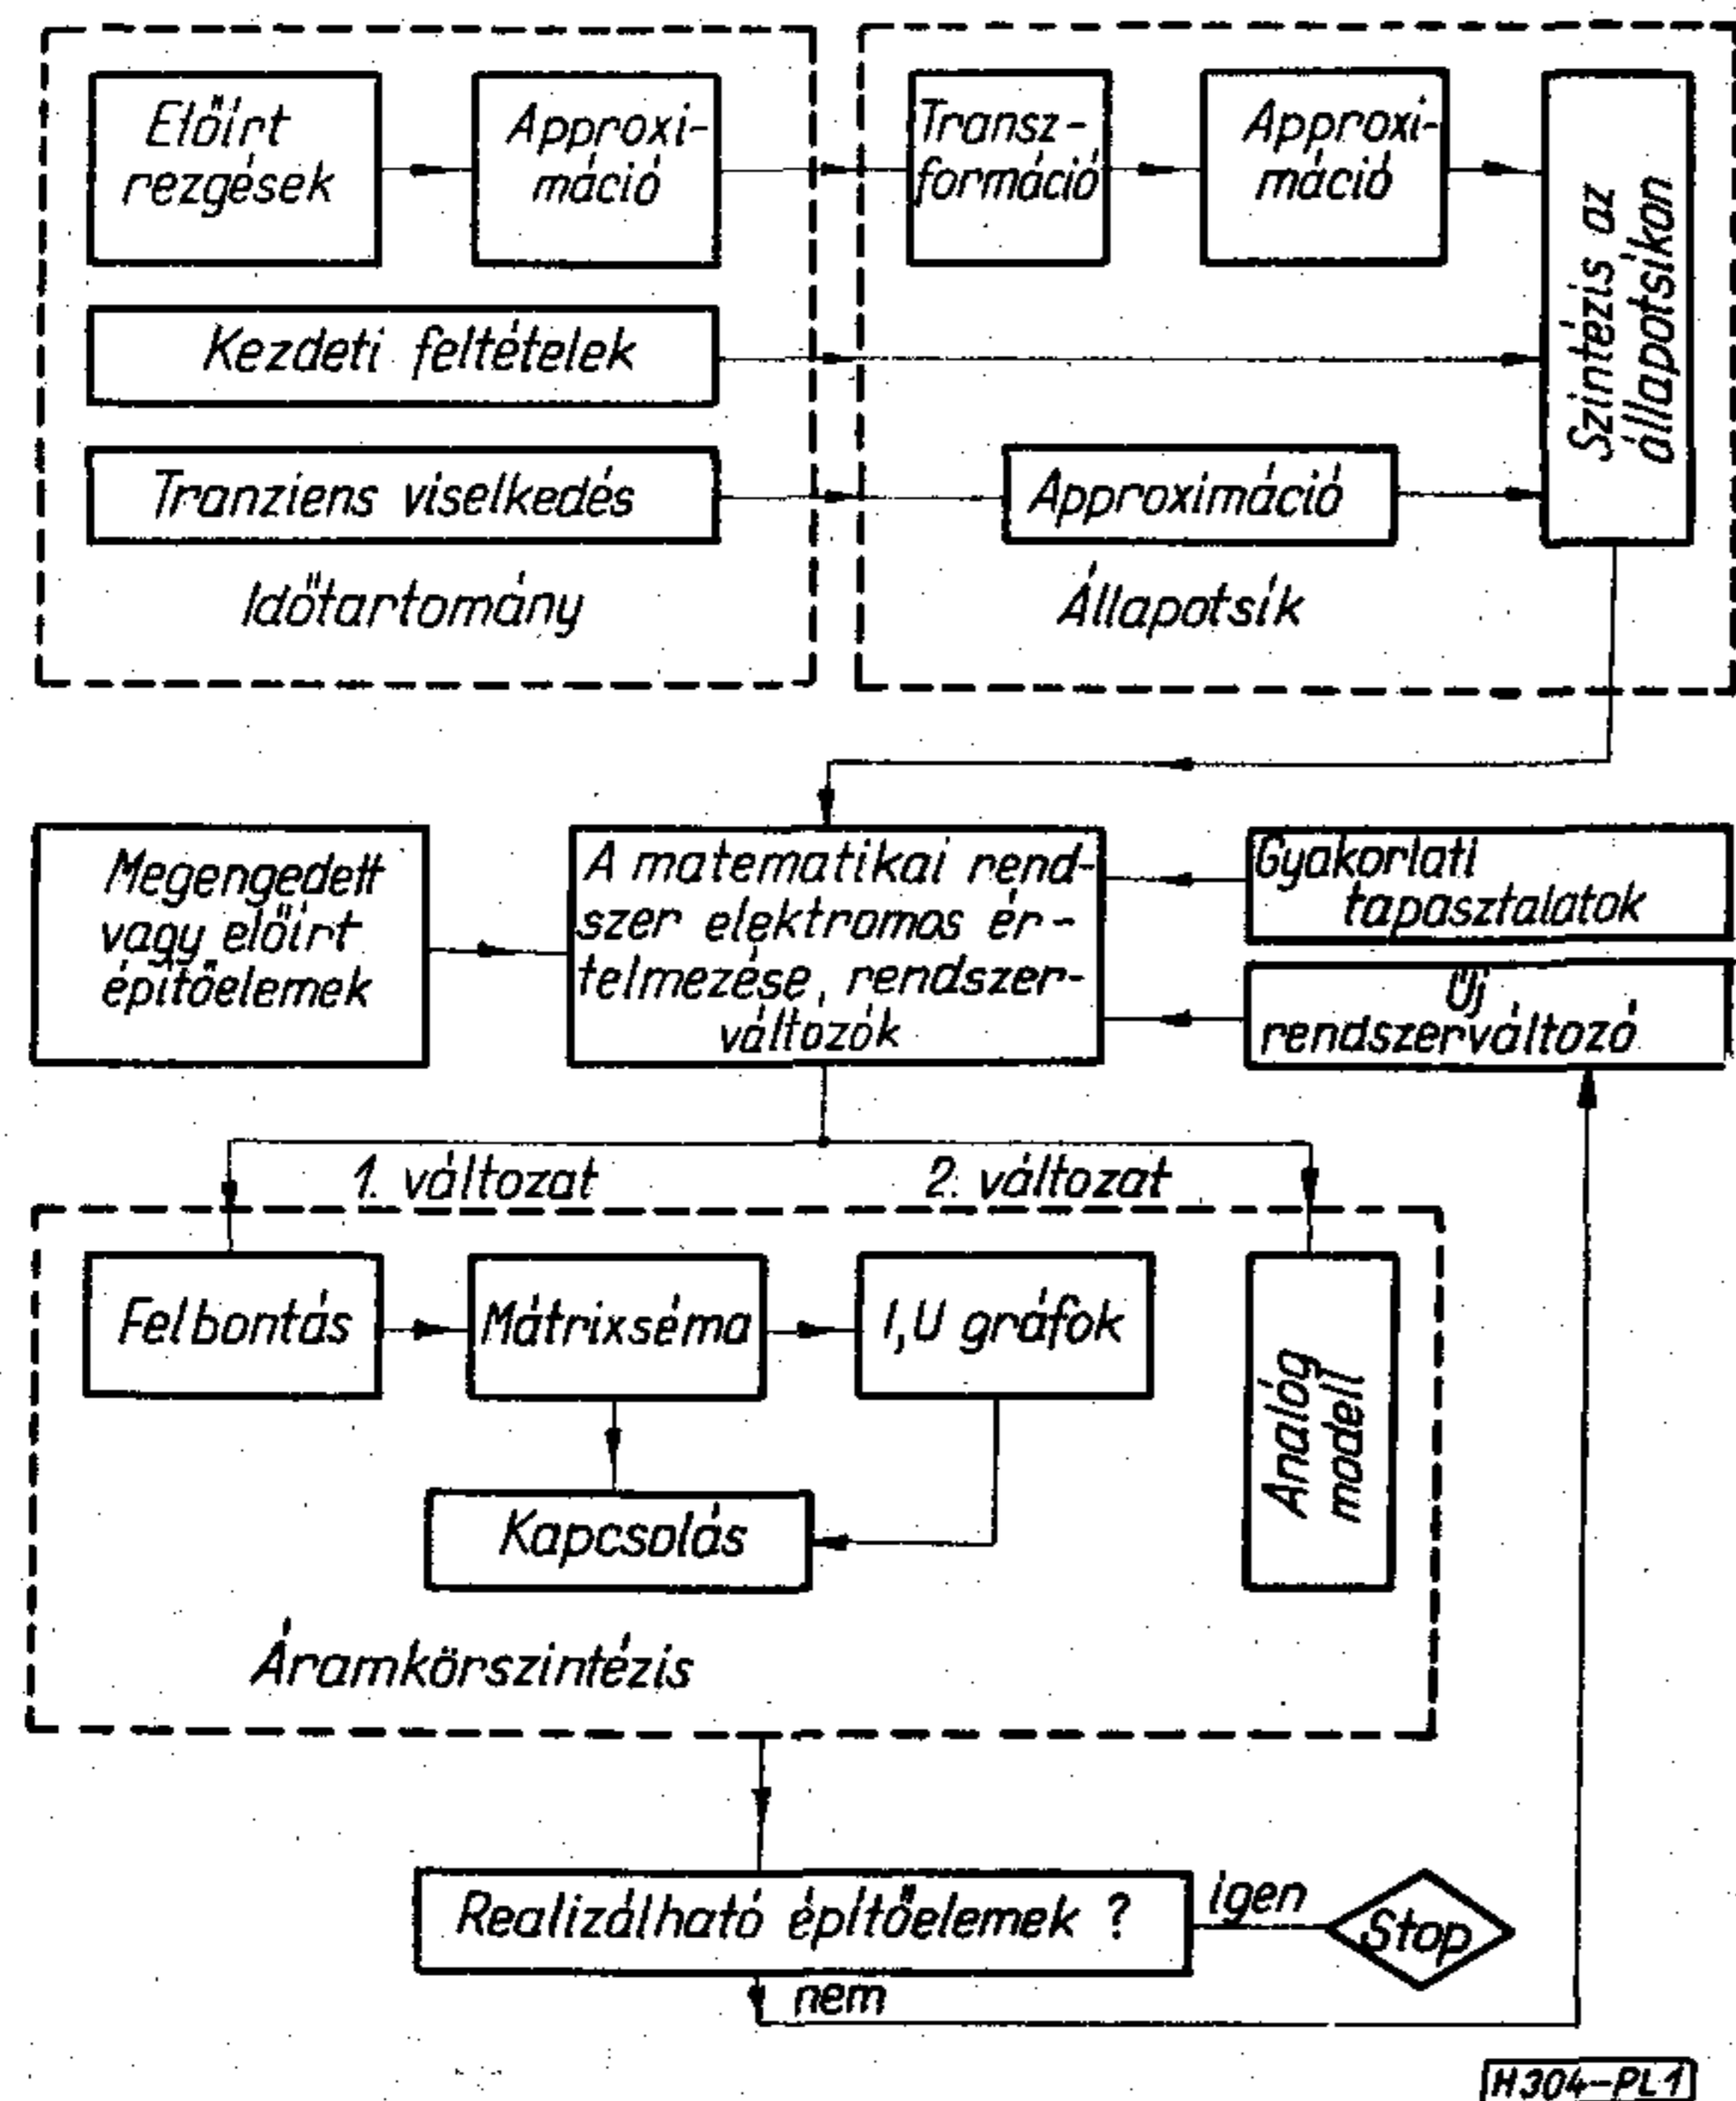 Előírt
rezgések
Approxi-
máció
Transz-
formáció
Approxi-
máció
Szintézis az
állapotsíkon
Kezdeti feltételek
Tranziens viselkedés
Approximáció
Időtartomány
Állapotsík
Megengedett
vagy előírt
építőelemek
A matematikai rend-
szer elektromos ér-
telmezése, rendszer-
változók
Gyakorlati
tapasztalatok
Új
rendszerváltozó
1. változat
2. változat
Felbontás
Mátrixséma
I,U gráfok
Analóg
modell
Kapcsolás
Áramkörszintézis
Realizálható építőelemek ?
igen
Stop
nem
H304-PL1